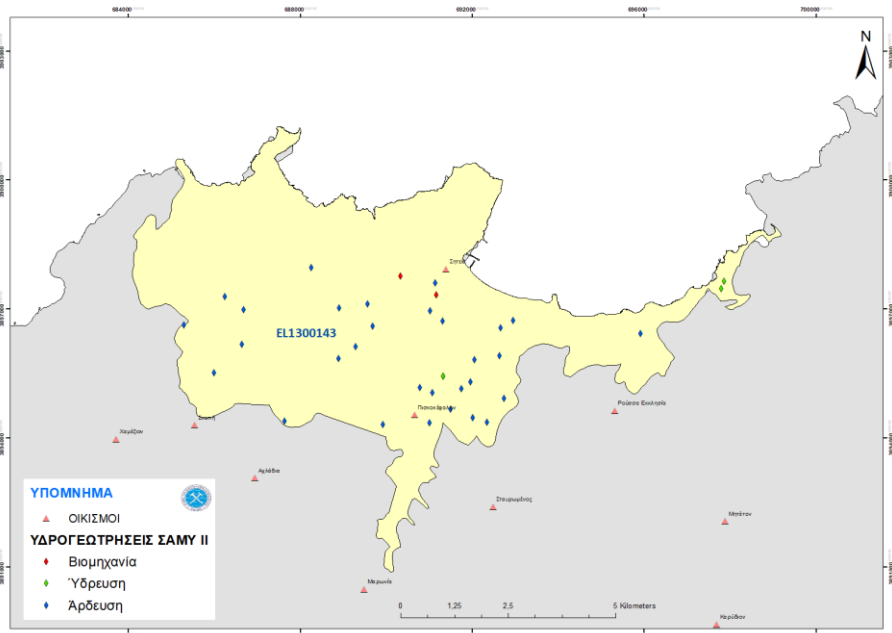 684000 688000 692000 696000 700000
N
Σητεία
EL1300143
Πισκοκέφαλον
Ρούσσα Εκκλησία
Σκοπή
Χαμέζιον
Αχλάδια
Σταυρωμένος
Μητάτον
Μαρωνία
Καρύδιον
ΥΠΟΜΝΗΜΑ
ΟΙΚΙΣΜΟΙ
ΥΔΡΟΓΕΩΤΡΗΣΕΙΣ ΣΑΜΥ ΙΙ
Βιομηχανία
Ύδρευση
Άρδευση
0 1,25 2,5 5 Kilometers